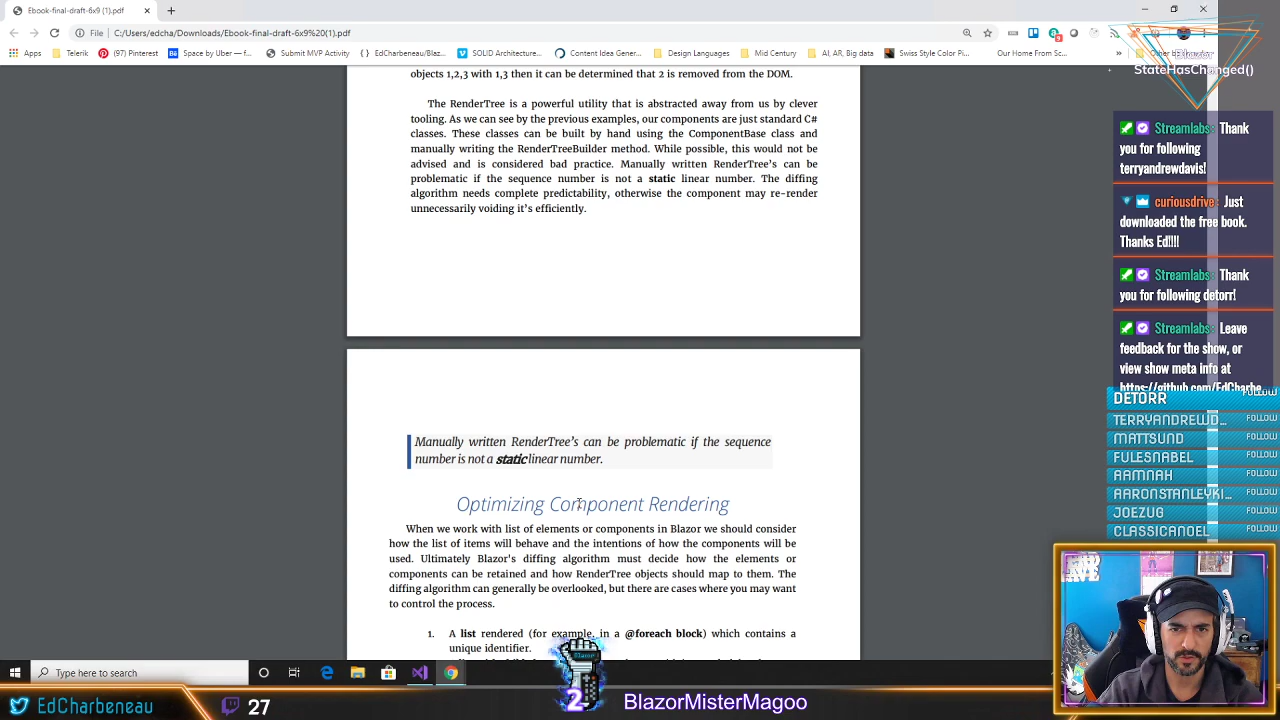 Ebook-final-draft-6x9 (1).pdf
File | C:/Users/edcha/Downloads/Ebook-final-draft-6x9%20(1).pdf
Apps
Telerik
(97) Pinterest
Space by Uber — f...
Submit MVP Activity
EdCharbeneau/Blaz...
SOLID Architecture...
Content Idea Gener...
Design Languages
Mid Century
AI, AR, Big data
Swiss Style Color Pi...
Our Home From Sc...
Blazor
StateHasChanged()
objects 1,2,3 with 1,3 then it can be determined that 2 is removed from the DOM.
The RenderTree is a powerful utility that is abstracted away from us by clever
tooling. As we can see by the previous examples, our components are just standard C#
classes. These classes can be built by hand using the ComponentBase class and
manually writing the RenderTreeBuilder method. While possible, this would not be
advised and is considered bad practice. Manually written RenderTree's can be
problematic if the sequence number is not a static linear number. The diffing
algorithm needs complete predictability, otherwise the component may re-render
unnecessarily voiding it's efficiently.
Manually written RenderTree's can be problematic if the sequence
number is not a static linear number.
Optimizing Component Rendering
When we work with list of elements or components in Blazor we should consider
how the list of items will behave and the intentions of how the components will be
used. Ultimately Blazor's diffing algorithm must decide how the elements or
components can be retained and how RenderTree objects should map to them. The
diffing algorithm can generally be overlooked, but there are cases where you may want
to control the process.
1. A list rendered (for example, in a @foreach block) which contains a
unique identifier.
Streamlabs: Thank
you for following
terryandrewdavis!
curiousdrive: Just
downloaded the free book.
Thanks Ed!!!!
Streamlabs: Thank
you for following detorr!
Streamlabs: Leave
feedback for the show, or
view show meta info at
https://github.com/EdCharbe
DETORR FOLLOW
TERRYANDREWD... FOLLOW
MATTSUND FOLLOW
FULESNABEL FOLLOW
AAMNAH FOLLOW
AARONSTANLEYKI... FOLLOW
JOEZUG FOLLOW
CLASSICANOEL FOLLOW
Type here to search
Blazor
2
EdCharbeneau
27
BlazorMisterMagoo